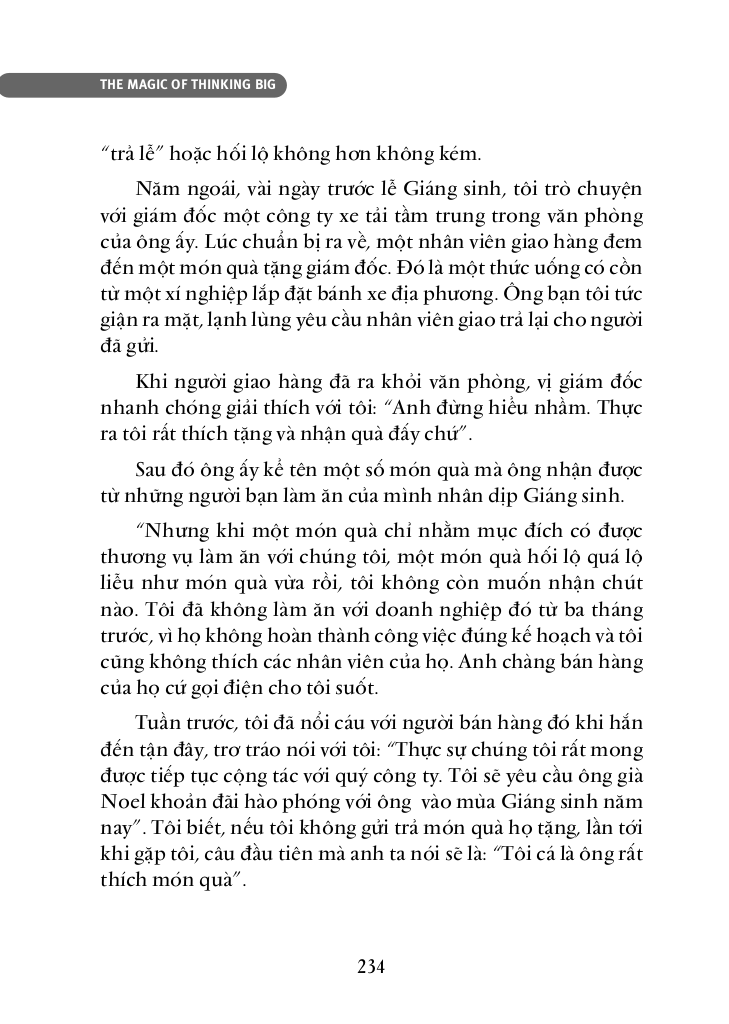 THE MAGIC OF THINKING BIG
“trả lễ” hoặc hối lộ không hơn không kém.
Năm ngoái, vài ngày trước lễ Giáng sinh, tôi trò chuyện
với giám đốc một công ty xe tải tầm trung trong văn phòng
của ông ấy. Lúc chuẩn bị ra về, một nhân viên giao hàng đem
đến một món quà tặng giám đốc. Đó là một thức uống có cồn
từ một xí nghiệp lắp đặt bánh xe địa phương. Ông bạn tôi tức
giận ra mặt, lạnh lùng yêu cầu nhân viên giao trả lại cho người
đã gửi.
Khi người giao hàng đã ra khỏi văn phòng, vị giám đốc
nhanh chóng giải thích với tôi: “Anh đừng hiểu nhầm. Thực
ra tôi rất thích tặng và nhận quà đấy chứ”.
Sau đó ông ấy kể tên một số món quà mà ông nhận được
từ những người bạn làm ăn của mình nhân dịp Giáng sinh.
“Nhưng khi một món quà chỉ nhằm mục đích có được
thương vụ làm ăn với chúng tôi, một món quà hối lộ quá lộ
liễu như món quà vừa rồi, tôi không còn muốn nhận chút
nào. Tôi đã không làm ăn với doanh nghiệp đó từ ba tháng
trước, vì họ không hoàn thành công việc đúng kế hoạch và tôi
cũng không thích các nhân viên của họ. Anh chàng bán hàng
của họ cứ gọi điện cho tôi suốt.
Tuần trước, tôi đã nổi cáu với người bán hàng đó khi hắn
đến tận đây, trơ tráo nói với tôi: “Thực sự chúng tôi rất mong
được tiếp tục cộng tác với quý công ty. Tôi sẽ yêu cầu ông già
Noel khoản đãi hào phóng với ông vào mùa Giáng sinh năm
nay”. Tôi biết, nếu tôi không gửi trả món quà họ tặng, lần tới
khi gặp tôi, câu đầu tiên mà anh ta nói sẽ là: “Tôi cá là ông rất
thích món quà”.
234